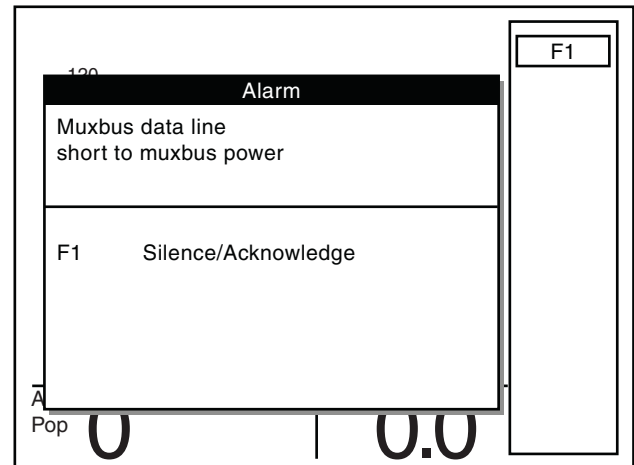 F1
Alarm
Muxbus data line
short to muxbus power
F1 Silence/Acknowledge
Pop 0 0.0